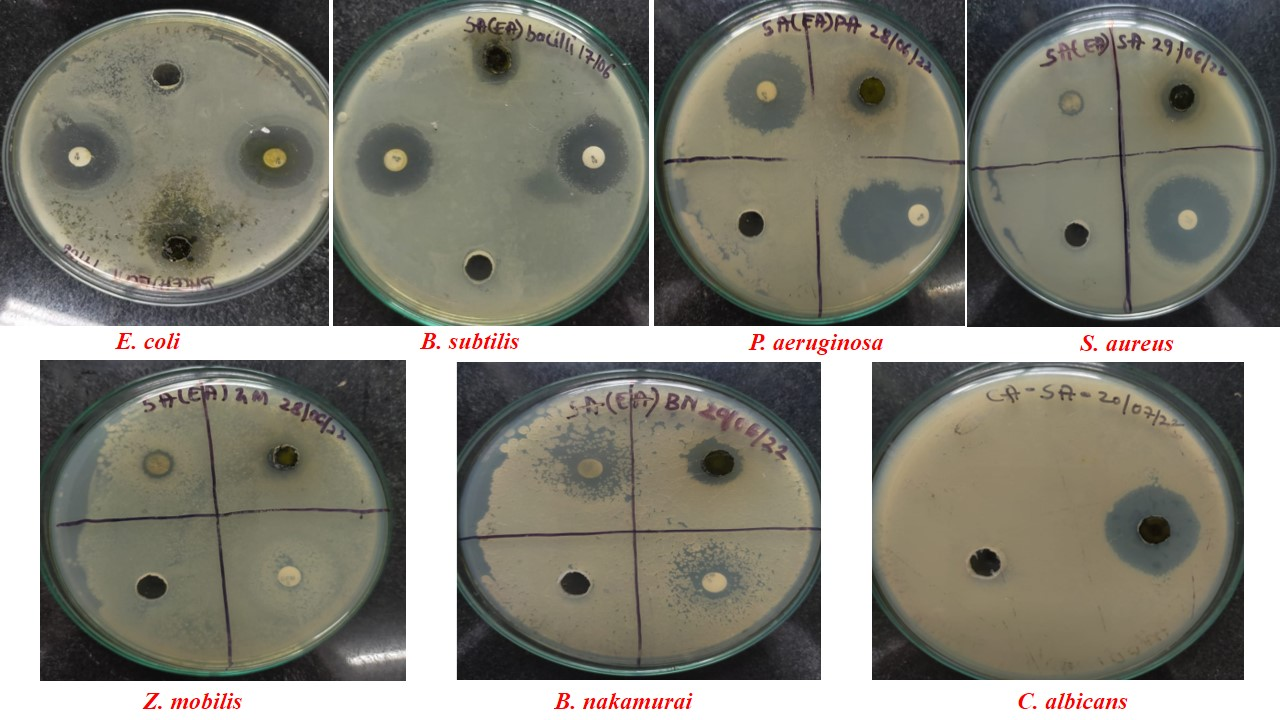 SA(EA) bacilli 17/06
SA(EA) PA 28/06/22
SA(EA) SA 29/06/22
E. coli
B. subtilis
P. aeruginosa
S. aureus
SA(EA) ZM 28/06/22
SA-(EA) BN 29/06/22
CA-SA-20/07/22
Z. mobilis
B. nakamurai
C. albicans